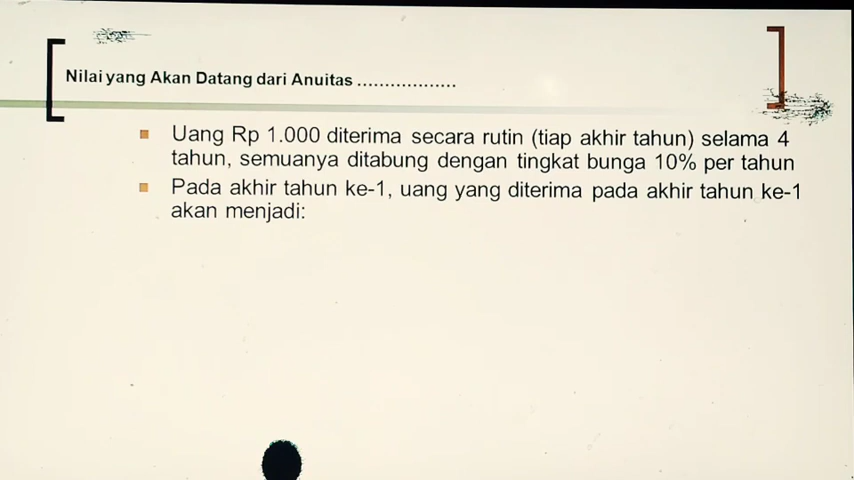 Nilai yang Akan Datang dari Anuitas ..................
Uang Rp 1.000 diterima secara rutin (tiap akhir tahun) selama 4
tahun, semuanya ditabung dengan tingkat bunga 10% per tahun
Pada akhir tahun ke-1, uang yang diterima pada akhir tahun ke-1
akan menjadi: